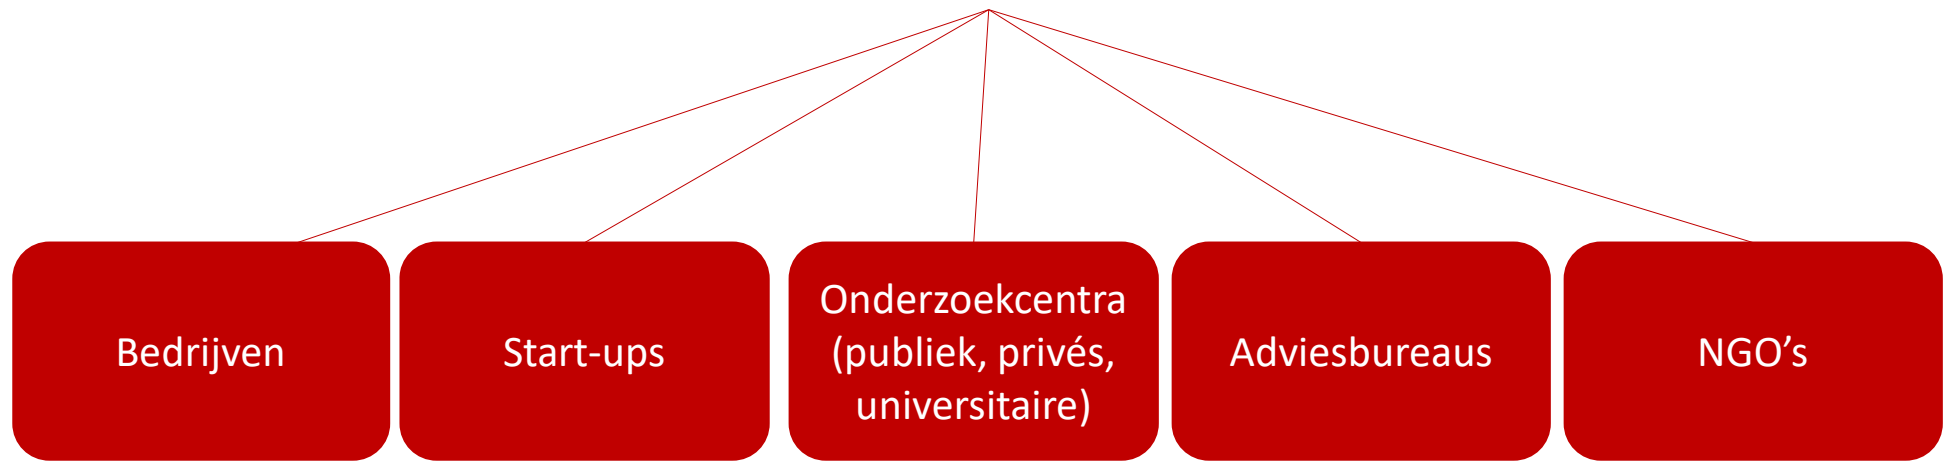 Bedrijven
Start-ups
Onderzoekcentra
(publiek, privés,
universitaire)
Adviesbureaus
NGO’s